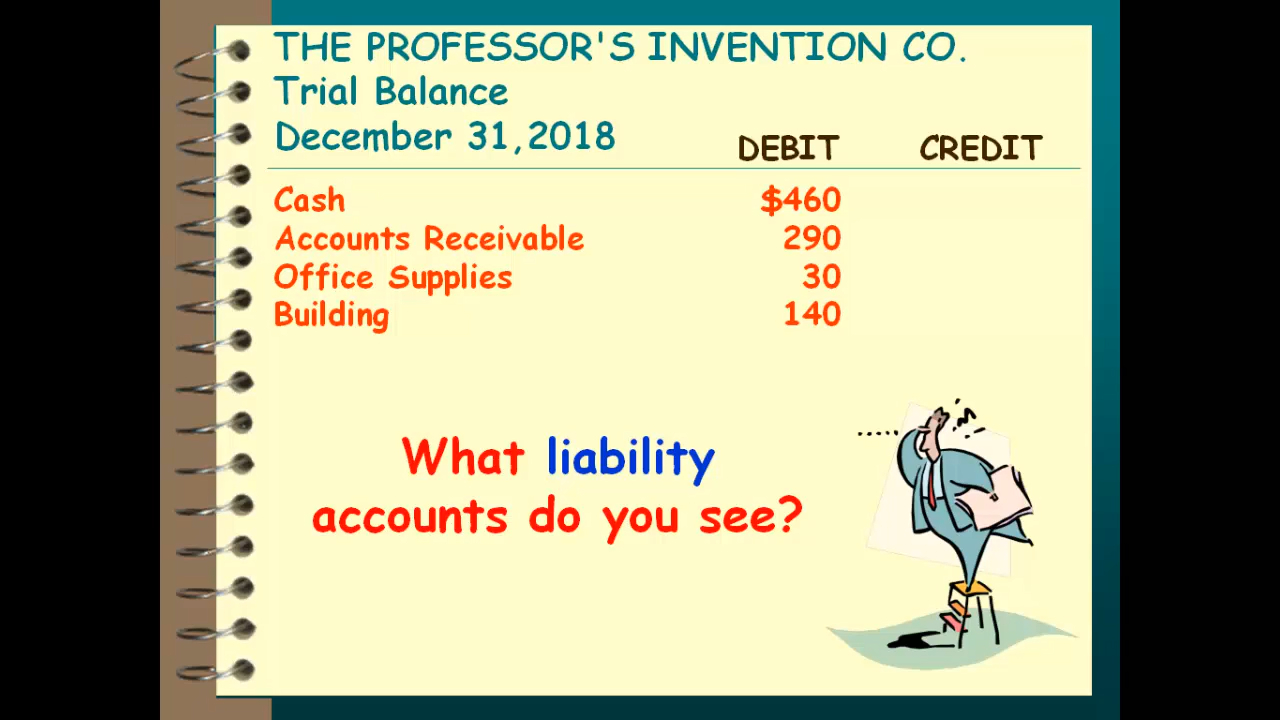 THE PROFESSOR'S INVENTION CO.
Trial Balance
December 31,2018
DEBIT CREDIT
Cash $460
Accounts Receivable 290
Office Supplies 30
Building 140
What liability
accounts do you see?